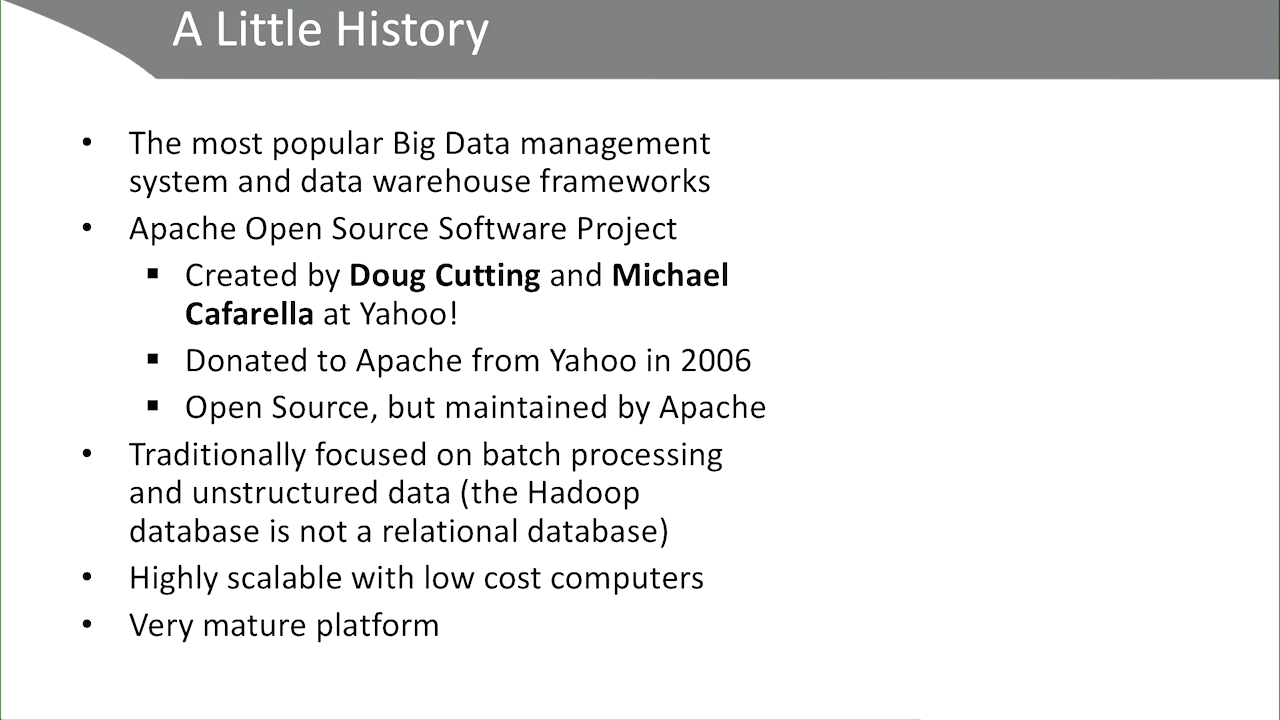 A Little History
• The most popular Big Data management
system and data warehouse frameworks
• Apache Open Source Software Project
▪ Created by Doug Cutting and Michael
Cafarella at Yahoo!
▪ Donated to Apache from Yahoo in 2006
▪ Open Source, but maintained by Apache
• Traditionally focused on batch processing
and unstructured data (the Hadoop
database is not a relational database)
• Highly scalable with low cost computers
• Very mature platform